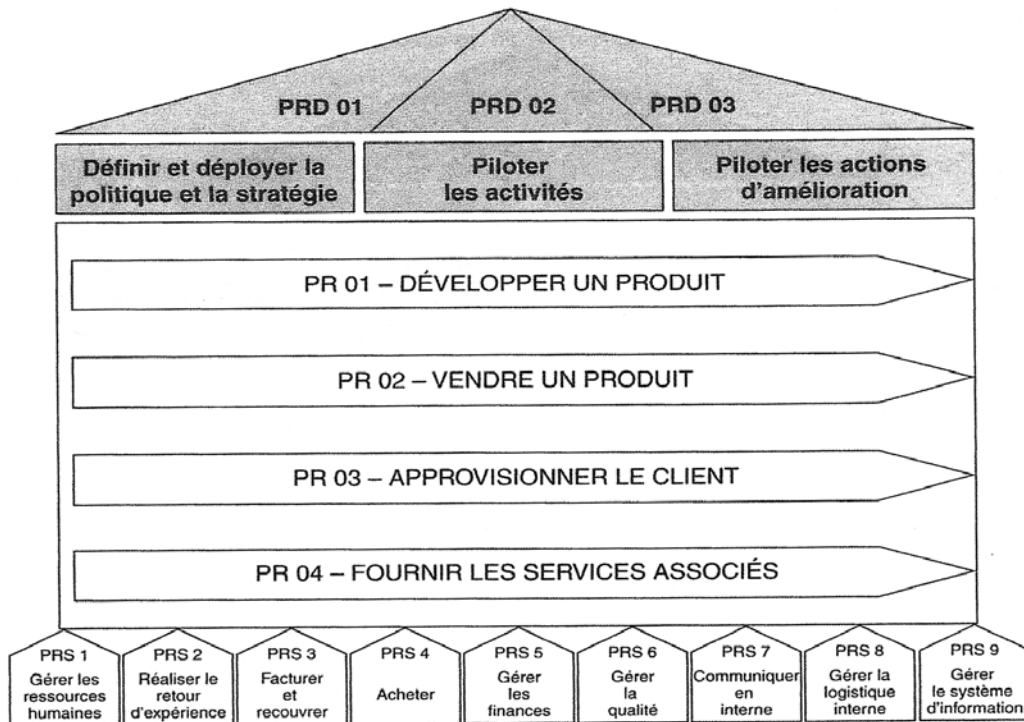 PRD 01
PRD 02
PRD 03
Définir et déployer la
politique et la stratégie
Piloter
les activités
Piloter les actions
d'amélioration
PR 01 – DÉVELOPPER UN PRODUIT
PR 02 – VENDRE UN PRODUIT
PR 03 – APPROVISIONNER LE CLIENT
PR 04 – FOURNIR LES SERVICES ASSOCIÉS
PRS 1
Gérer les
ressources
humaines
PRS 2
Réaliser le
retour
d'expérience
PRS 3
Facturer
et
recouvrer
PRS 4
Acheter
PRS 5
Gérer
les
finances
PRS 6
Gérer
la
qualité
PRS 7
Communiquer
en
interne
PRS 8
Gérer la
logistique
interne
PRS 9
Gérer
le système
d'information